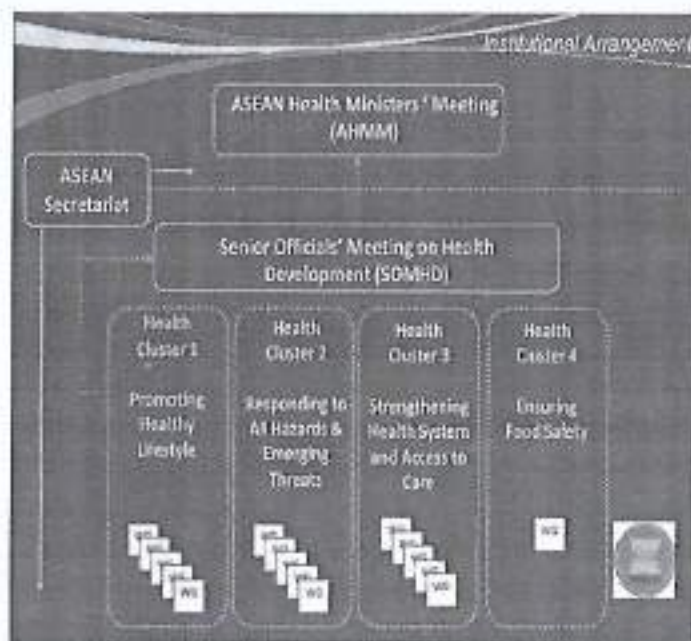 Institutional Arrangement
ASEAN Health Ministers' Meeting
(AHMM)
ASEAN
Secretariat
Senior Officials' Meeting on Health
Development (SOMHD)
Health
Cluster 1
Promoting
Healthy
Lifestyle
Health
Cluster 2
Responding to
All Hazards &
Emerging
Threats
Health
Cluster 3
Strengthening
Health System
and Access to
Care
Health
Cluster 4
Ensuring
Food Safety
WG
WG
WG
WG